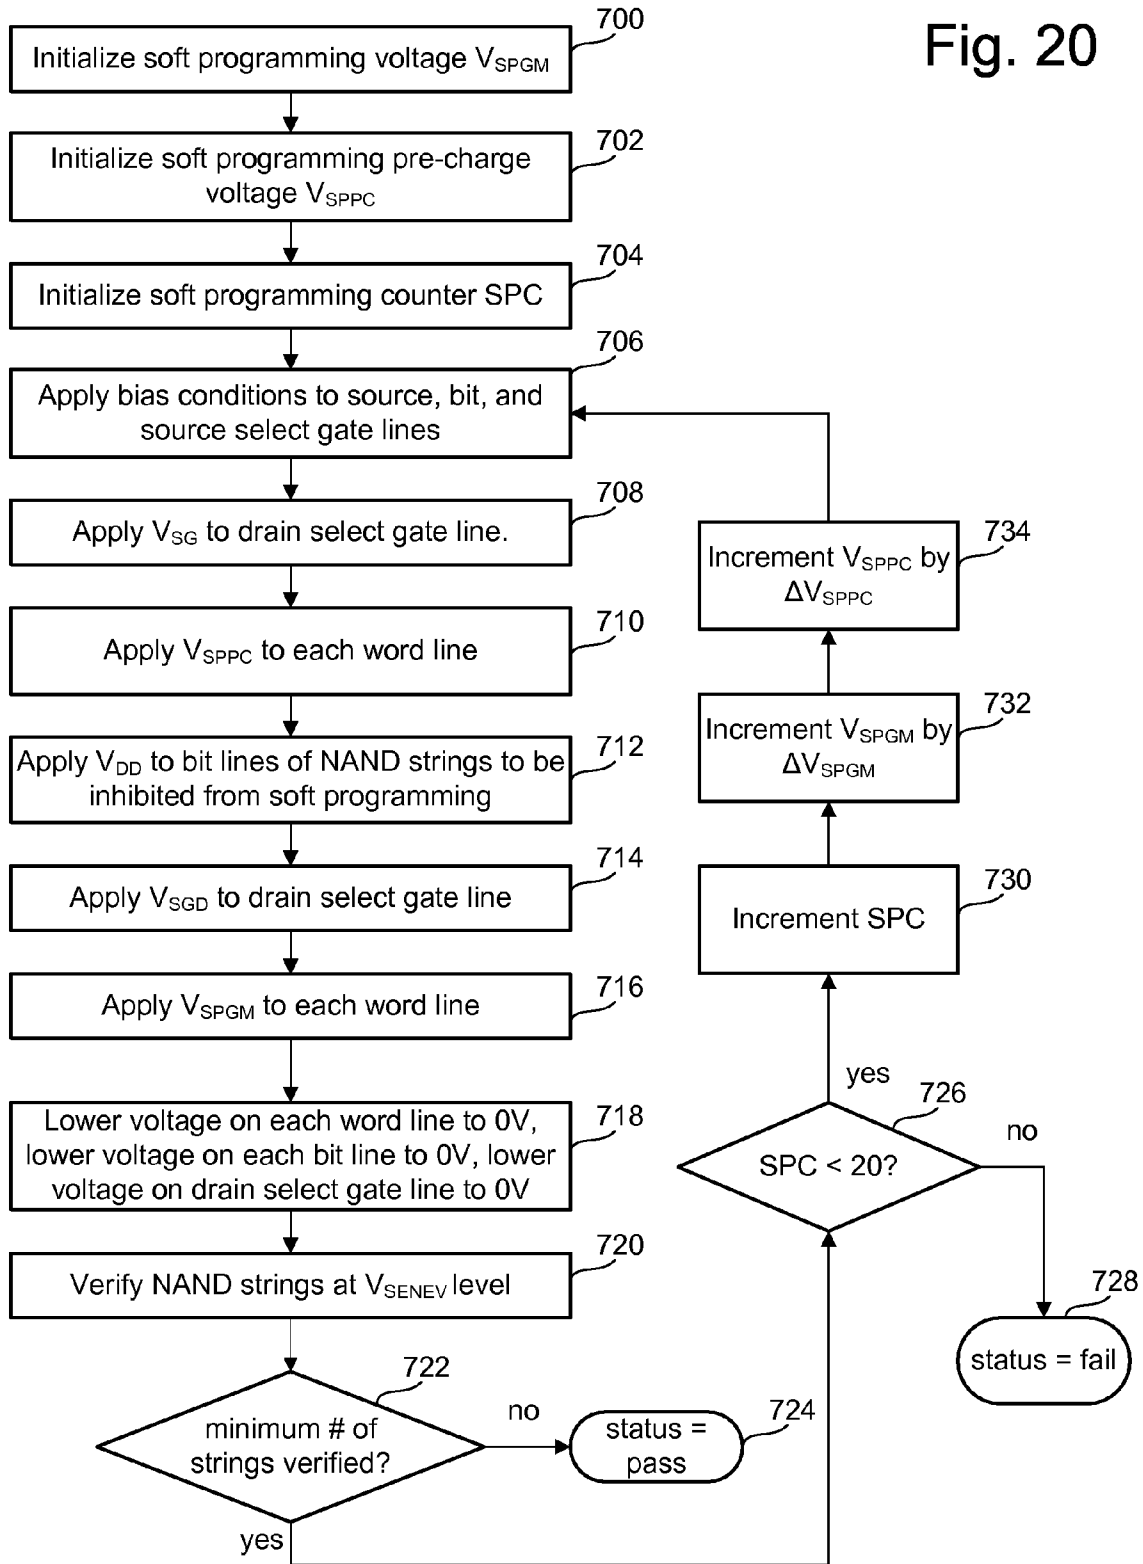 Fig. 20
700
Initialize soft programming voltage VSPGM
702
Initialize soft programming pre-charge
voltage VSPPC
704
Initialize soft programming counter SPC
706
Apply bias conditions to source, bit, and
source select gate lines
708
Apply VSG to drain select gate line.
710
Apply VSPPC to each word line
712
Apply VDD to bit lines of NAND strings to be
inhibited from soft programming
714
Apply VSGD to drain select gate line
716
Apply VSPGM to each word line
718
Lower voltage on each word line to 0V,
lower voltage on each bit line to 0V, lower
voltage on drain select gate line to 0V
720
Verify NAND strings at VSENEV level
722
minimum # of
strings verified?
no
724
status =
pass
yes
726
SPC < 20?
no
728
status = fail
yes
730
Increment SPC
732
Increment VSPGM by
ΔVSPGM
734
Increment VSPPC by
ΔVSPPC